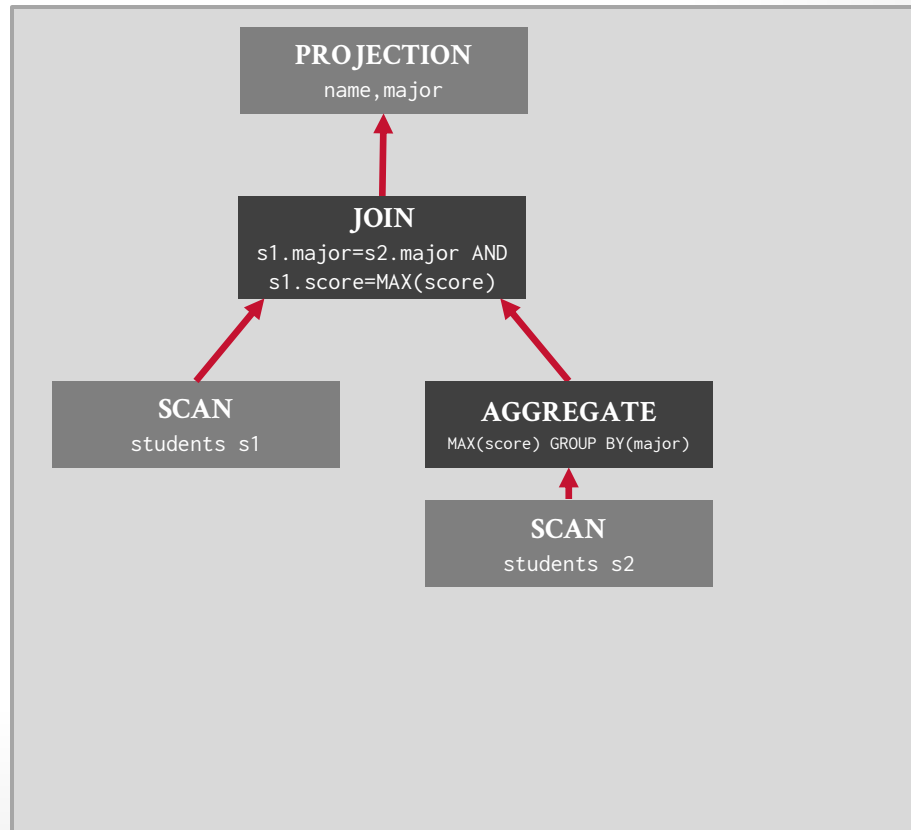 PROJECTION
name,major
JOIN
s1.major=s2.major AND
s1.score=MAX(score)
SCAN
students s1
AGGREGATE
MAX(score) GROUP BY(major)
SCAN
students s2